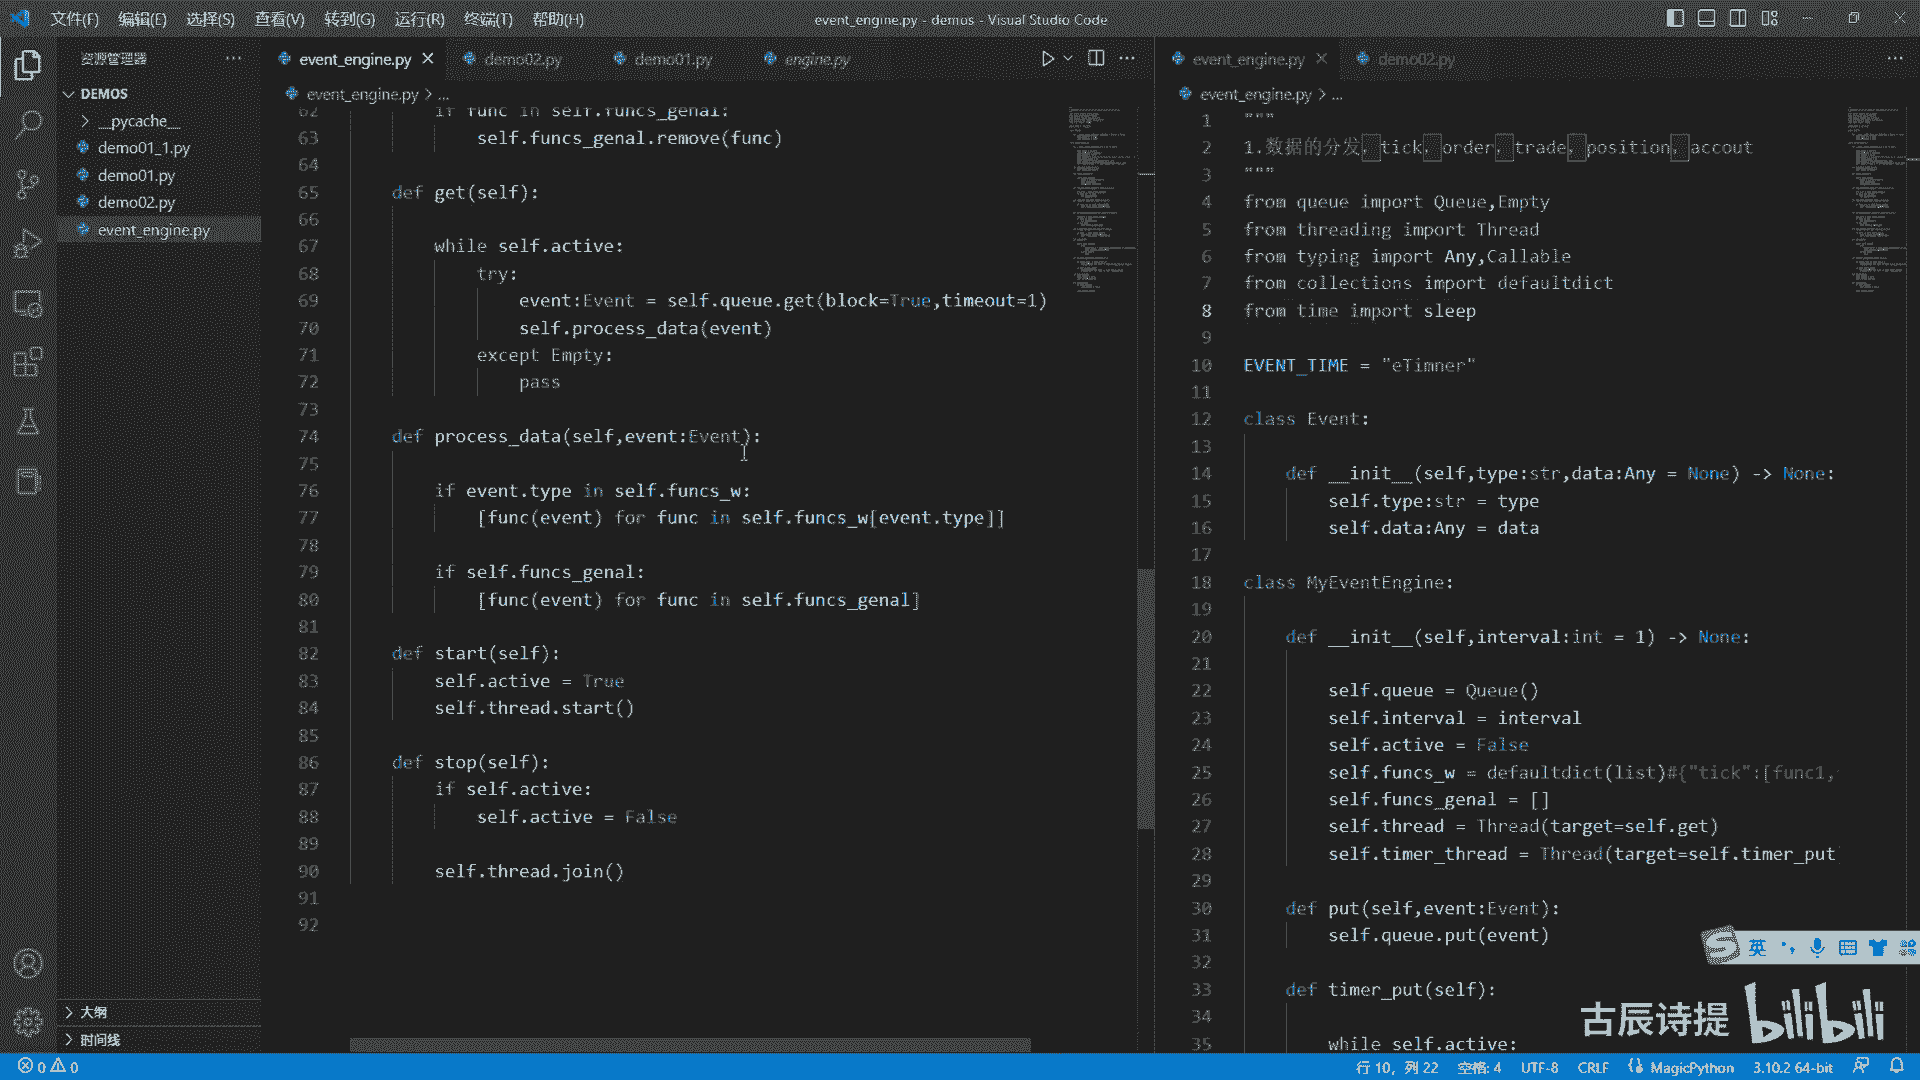 文件(F) 编辑(E) 选择(S) 查看(V) 转到(G) 运行(R) 终端(T) 帮助(H)
event_engine.py - demos - Visual Studio Code
资源管理器
DEMOS
__pycache__
demo01_1.py
demo01.py
demo02.py
event_engine.py
大纲
时间线
event_engine.py demo02.py demo01.py engine.py
event_engine.py > ...
62 if func in self.funcs_genal:
63 self.funcs_genal.remove(func)
64
65 def get(self):
66
67 while self.active:
68 try:
69 event:Event = self.queue.get(block=True,timeout=1)
70 self.process_data(event)
71 except Empty:
72 pass
73
74 def process_data(self,event:Event):
75
76 if event.type in self.funcs_w:
77 [func(event) for func in self.funcs_w[event.type]]
78
79 if self.funcs_genal:
80 [func(event) for func in self.funcs_genal]
81
82 def start(self):
83 self.active = True
84 self.thread.start()
85
86 def stop(self):
87 if self.active:
88 self.active = False
89
90 self.thread.join()
91
92
event_engine.py demo02.py
event_engine.py > ...
1 """
2 1.数据的分发，tick，order，trade，position，accout
3 """
4 from queue import Queue,Empty
5 from threading import Thread
6 from typing import Any,Callable
7 from collections import defaultdict
8 from time import sleep
9
10 EVENT_TIME = "eTimner"
11
12 class Event:
13
14 def __init__(self,type:str,data:Any = None) -> None:
15 self.type:str = type
16 self.data:Any = data
17
18 class MyEventEngine:
19
20 def __init__(self,interval:int = 1) -> None:
21
22 self.queue = Queue()
23 self.interval = interval
24 self.active = False
25 self.funcs_w = defaultdict(list)#{"tick":[func1,
26 self.funcs_genal = []
27 self.thread = Thread(target=self.get)
28 self.timer_thread = Thread(target=self.timer_put
29
30 def put(self,event:Event):
31 self.queue.put(event)
32
33 def timer_put(self):
34
35 while self.active:
英
古辰诗提 bilibili
0 0
行 10，列 22 空格: 4 UTF-8 CRLF MagicPython 3.10.2 64-bit